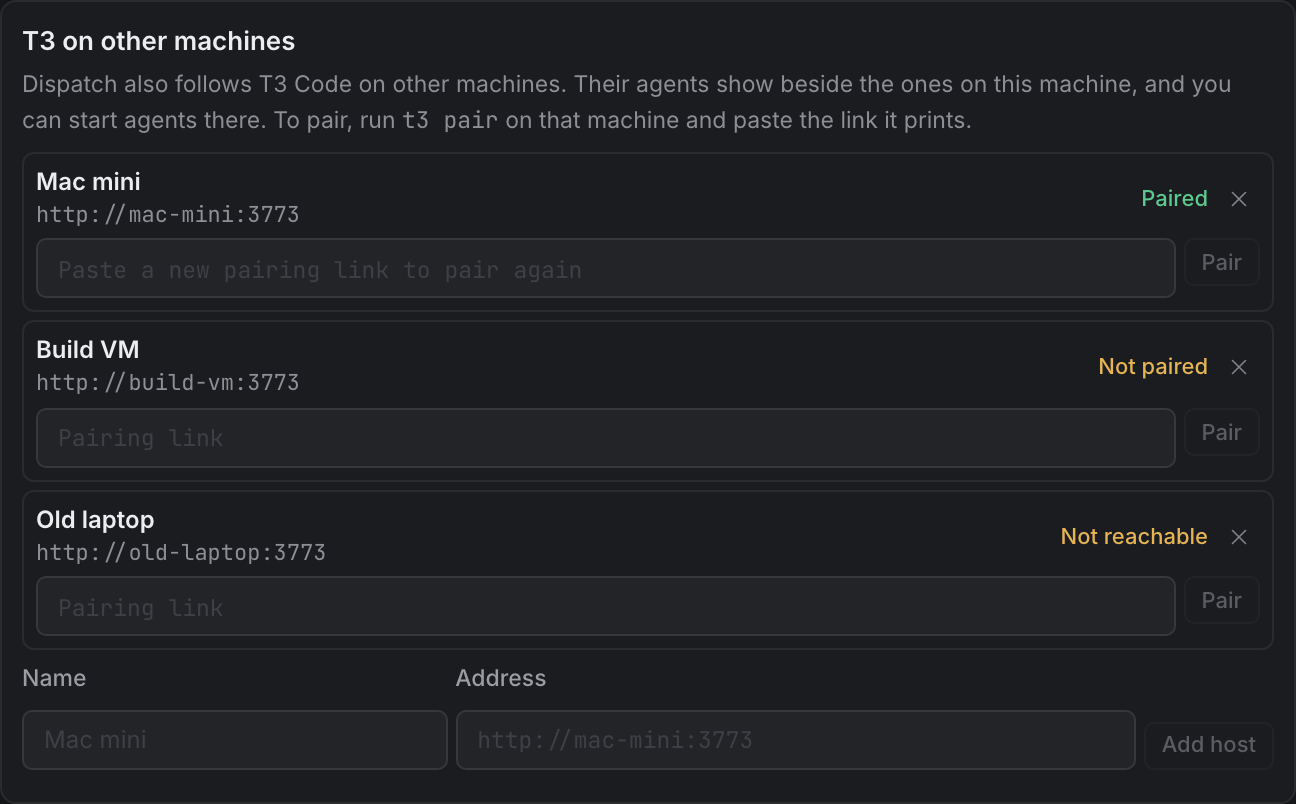 T3 on other machines
Dispatch also follows T3 Code on other machines. Their agents show beside the ones on this machine, and you
can start agents there. To pair, run t3 pair on that machine and paste the link it prints.
Mac mini
http://mac-mini:3773
Paired
Paste a new pairing link to pair again
Pair
Build VM
http://build-vm:3773
Not paired
Pairing link
Pair
Old laptop
http://old-laptop:3773
Not reachable
Pairing link
Pair
Name
Address
Mac mini
http://mac-mini:3773
Add host